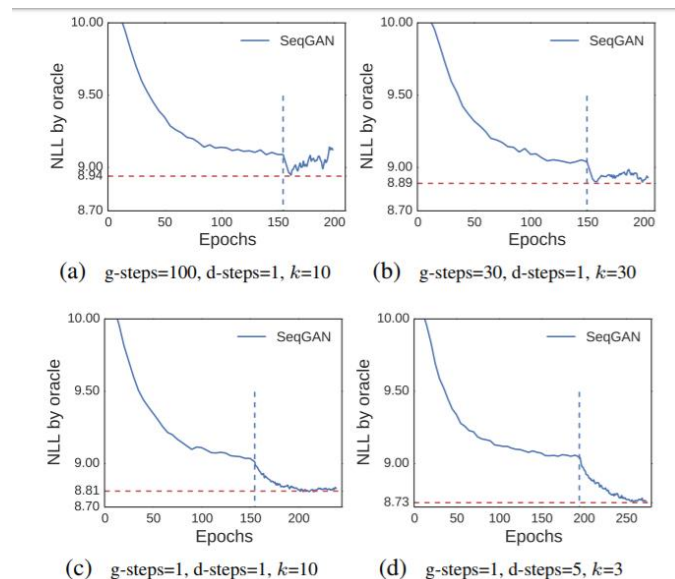 10.00
SeqGAN
9.50
NLL by oracle
9.00
8.94
8.70
0 50 100 150 200
Epochs
(a) g-steps=100, d-steps=1, k=10
10.00
SeqGAN
9.50
NLL by oracle
9.00
8.89
8.70
0 50 100 150 200
Epochs
(b) g-steps=30, d-steps=1, k=30
10.00
SeqGAN
9.50
NLL by oracle
9.00
8.81
8.70
0 50 100 150 200
Epochs
(c) g-steps=1, d-steps=1, k=10
10.00
SeqGAN
9.50
NLL by oracle
9.00
8.73
0 50 100 150 200 250
Epochs
(d) g-steps=1, d-steps=5, k=3